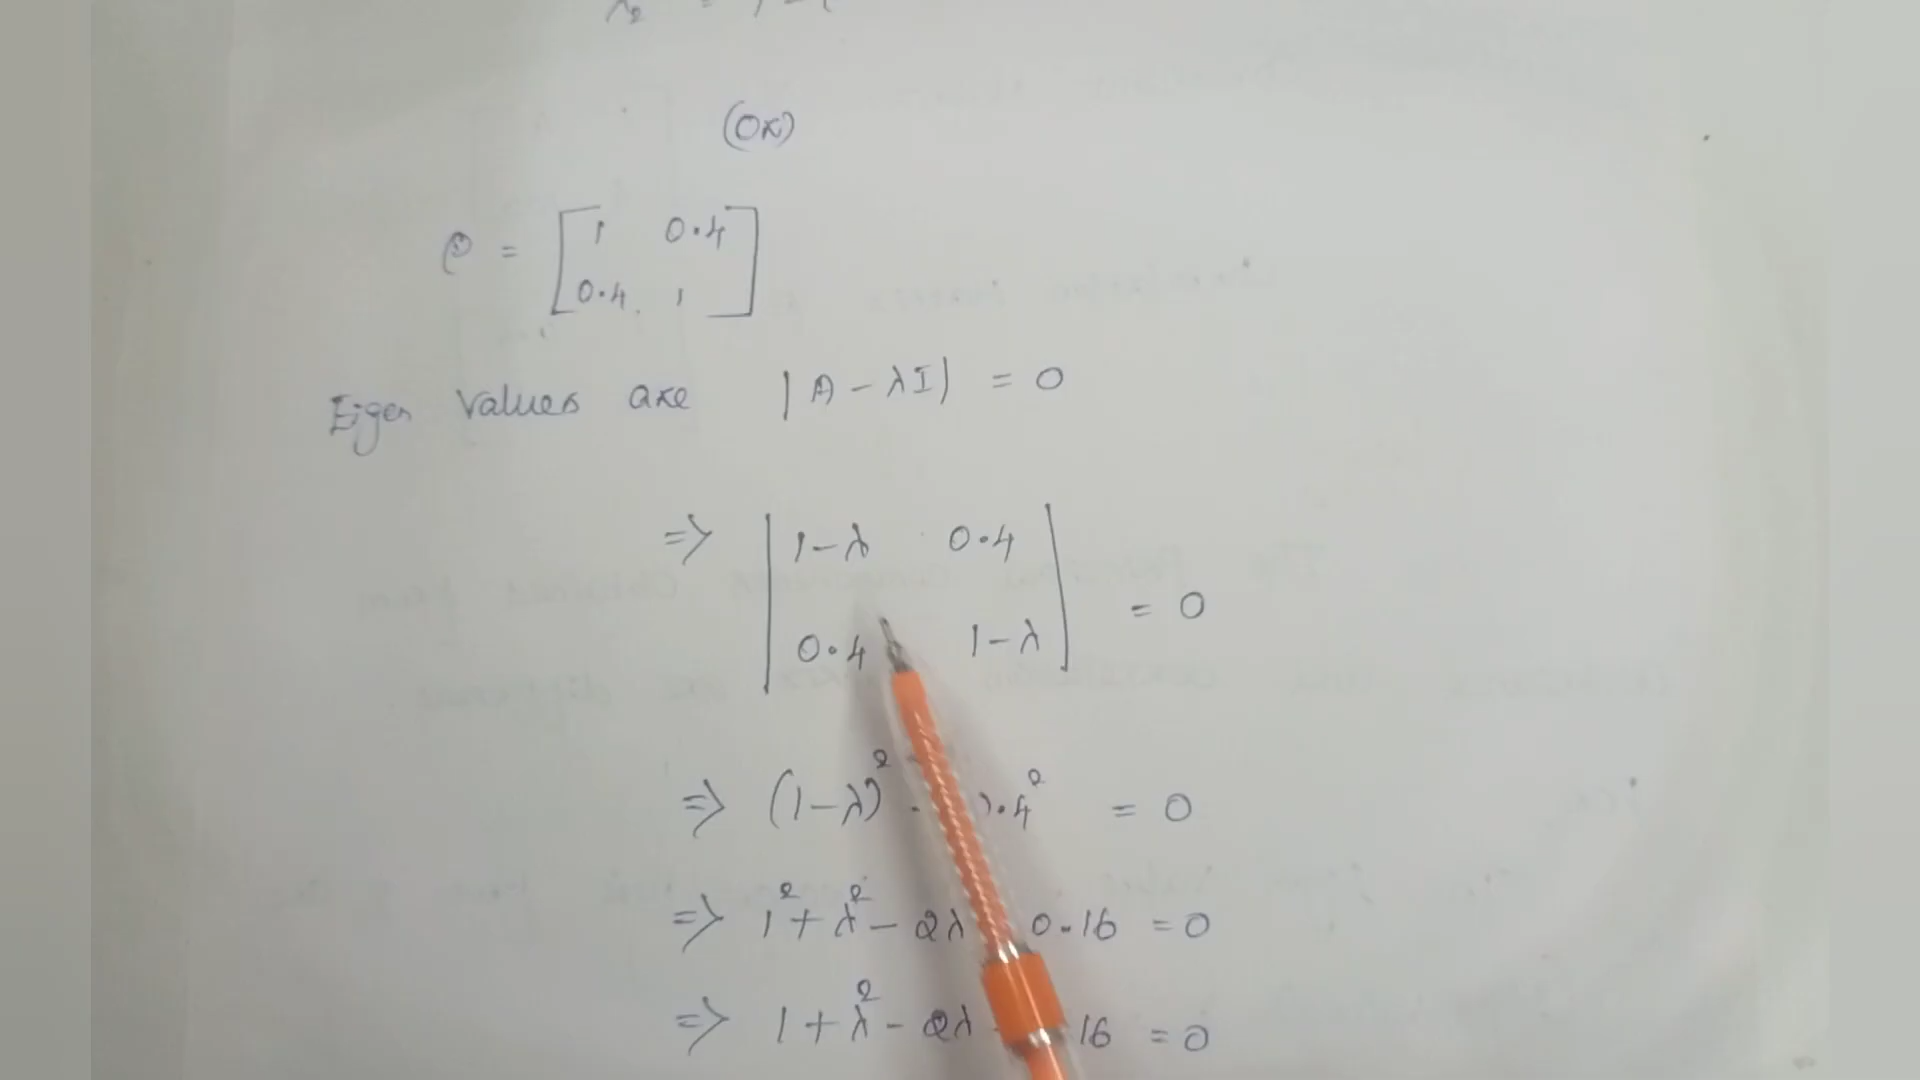 (Or)
ρ = [ 1 0.4
0.4 1 ]
Eigen Values are |A - λI| = 0
=> | 1-λ 0.4
0.4 1-λ | = 0
=> (1-λ)² - 0.4² = 0
=> 1² + λ² - 2λ 0.16 = 0
=> 1 + λ² - 2λ - 16 = 0